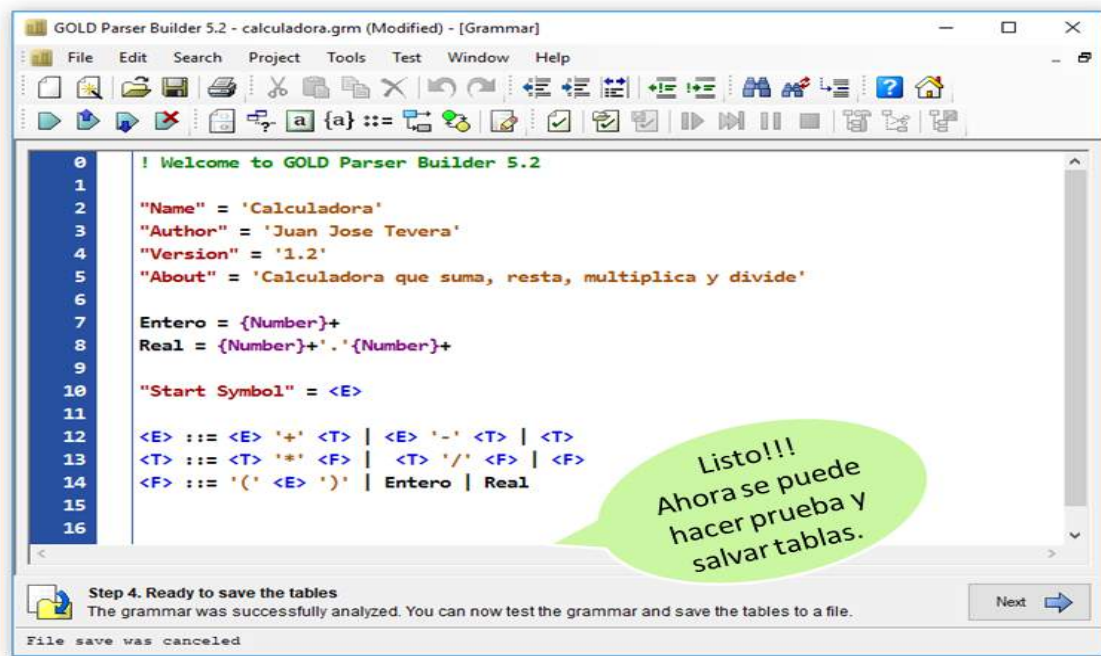 GOLD Parser Builder 5.2 - calculadora.grm (Modified) - [Grammar]
File Edit Search Project Tools Test Window Help
a {a} ::=
0 ! Welcome to GOLD Parser Builder 5.2
1
2 "Name" = 'Calculadora'
3 "Author" = 'Juan Jose Tevera'
4 "Version" = '1.2'
5 "About" = 'Calculadora que suma, resta, multiplica y divide'
6
7 Entero = {Number}+
8 Real = {Number}+'.'{Number}+
9
10 "Start Symbol" = <E>
11
12 <E> ::= <E> '+' <T> | <E> '-' <T> | <T>
13 <T> ::= <T> '*' <F> | <T> '/' <F> | <F>
14 <F> ::= '(' <E> ')' | Entero | Real
15
16
Listo!!!
Ahora se puede
hacer prueba y
salvar tablas.
Step 4. Ready to save the tables
The grammar was successfully analyzed. You can now test the grammar and save the tables to a file.
Next
File save was canceled